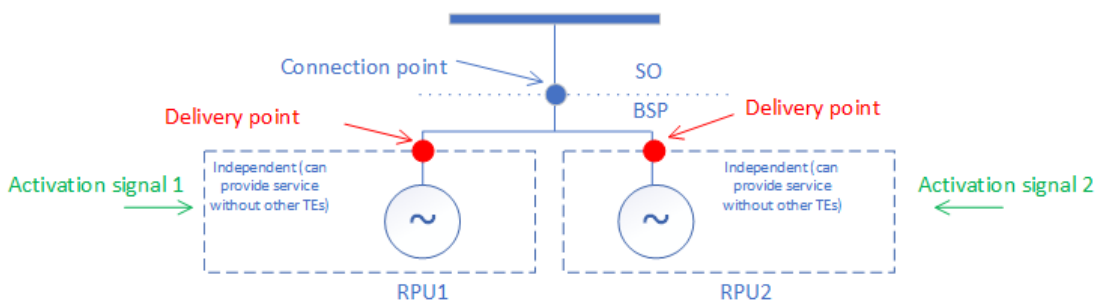 Connection point
SO
BSP
Delivery point
Delivery point
Independent (can
provide service
without other TEs)
Independent (can
provide service
without other TEs)
Activation signal 1
Activation signal 2
~
~
RPU1
RPU2